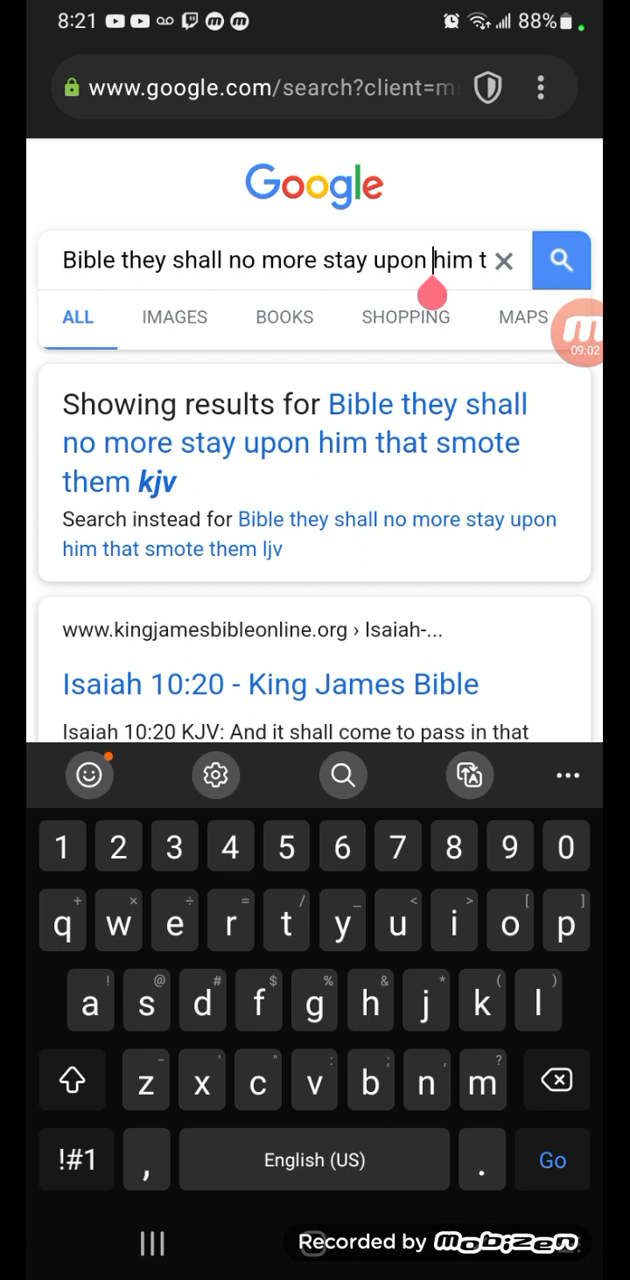 8:21 88%
www.google.com/search?client=m
Google
Bible they shall no more stay upon him t
ALL IMAGES BOOKS SHOPPING MAPS
09:02
Showing results for Bible they shall
no more stay upon him that smote
them kjv
Search instead for Bible they shall no more stay upon
him that smote them ljv
www.kingjamesbibleonline.org › Isaiah-...
Isaiah 10:20 - King James Bible
Isaiah 10:20 KJV: And it shall come to pass in that
1 2 3 4 5 6 7 8 9 0
+ × ÷ = / _ < > [ ]
q w e r t y u i o p
! @ # $ % & * ( )
a s d f g h j k l
- ' " : ; , ?
z x c v b n m
!#1 , English (US) . Go
Recorded by mobizen